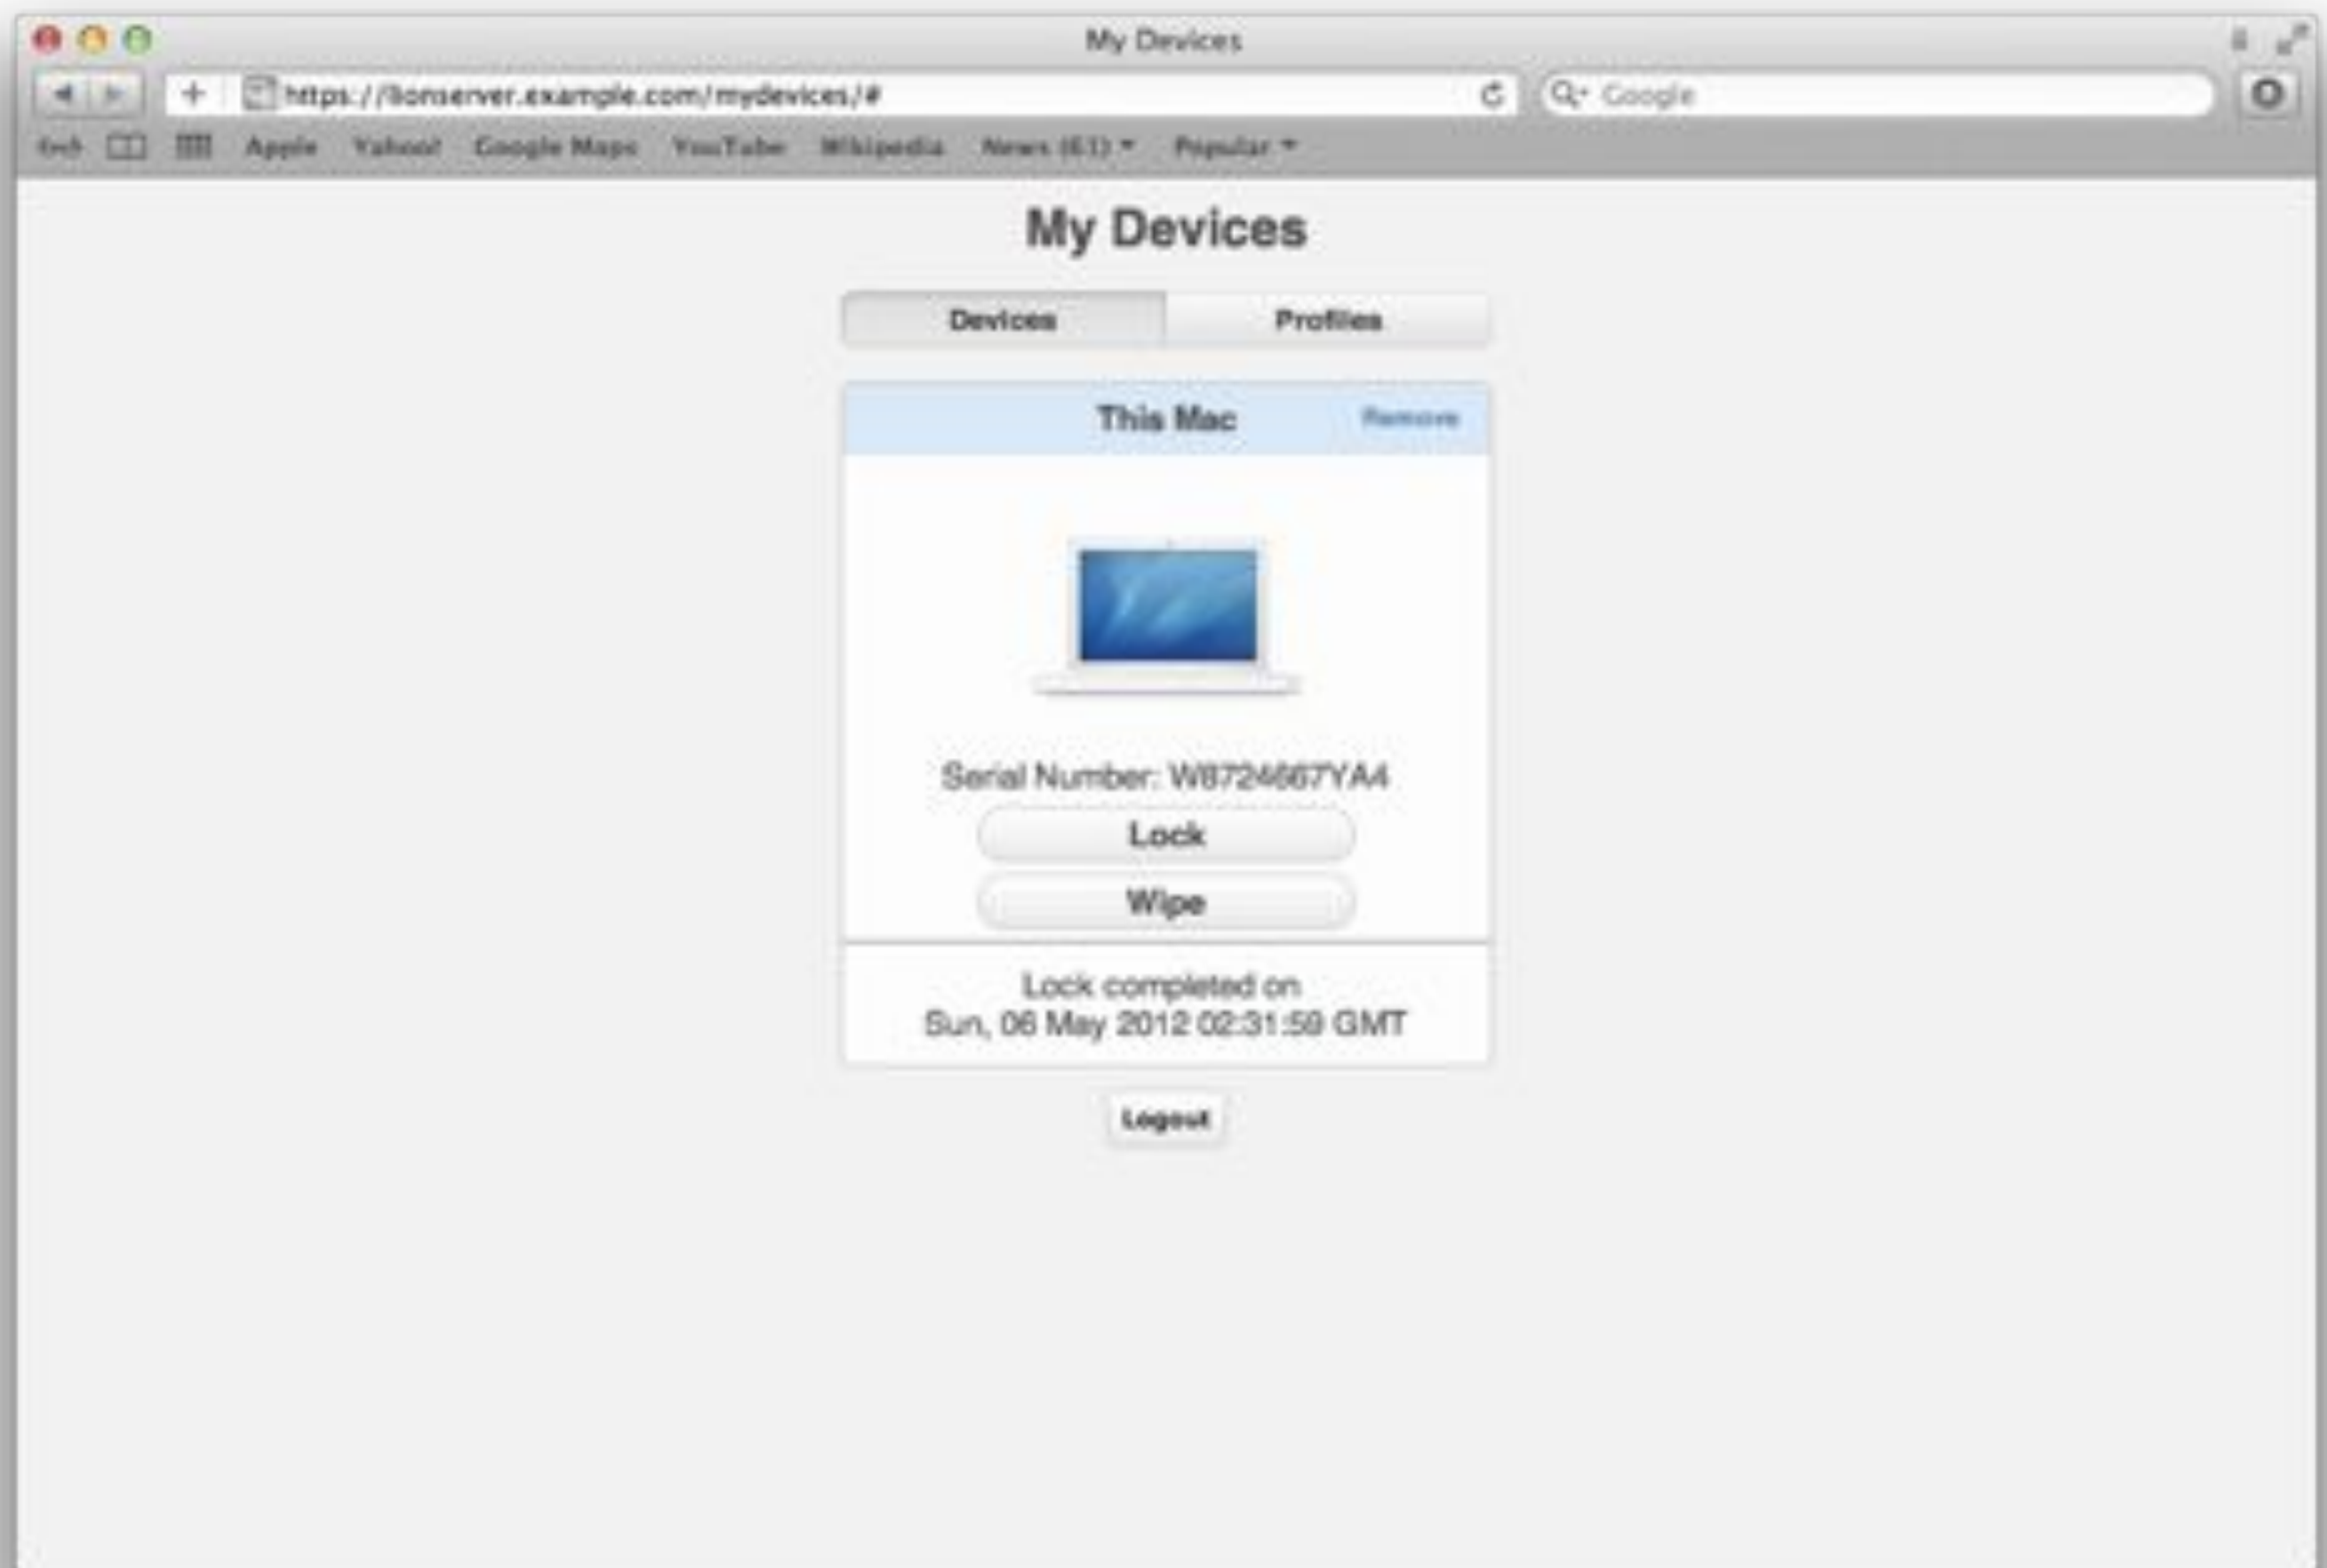 My Devices
https://lionserver.example.com/mydevices/#
Google
Apple Yahoo! Google Maps YouTube Wikipedia News (61) Popular
My Devices
Devices Profiles
This Mac Remove
Serial Number:
Lock
Wipe
Lock completed on
Sun, 06 May 2012 02:31:59 GMT
Logout